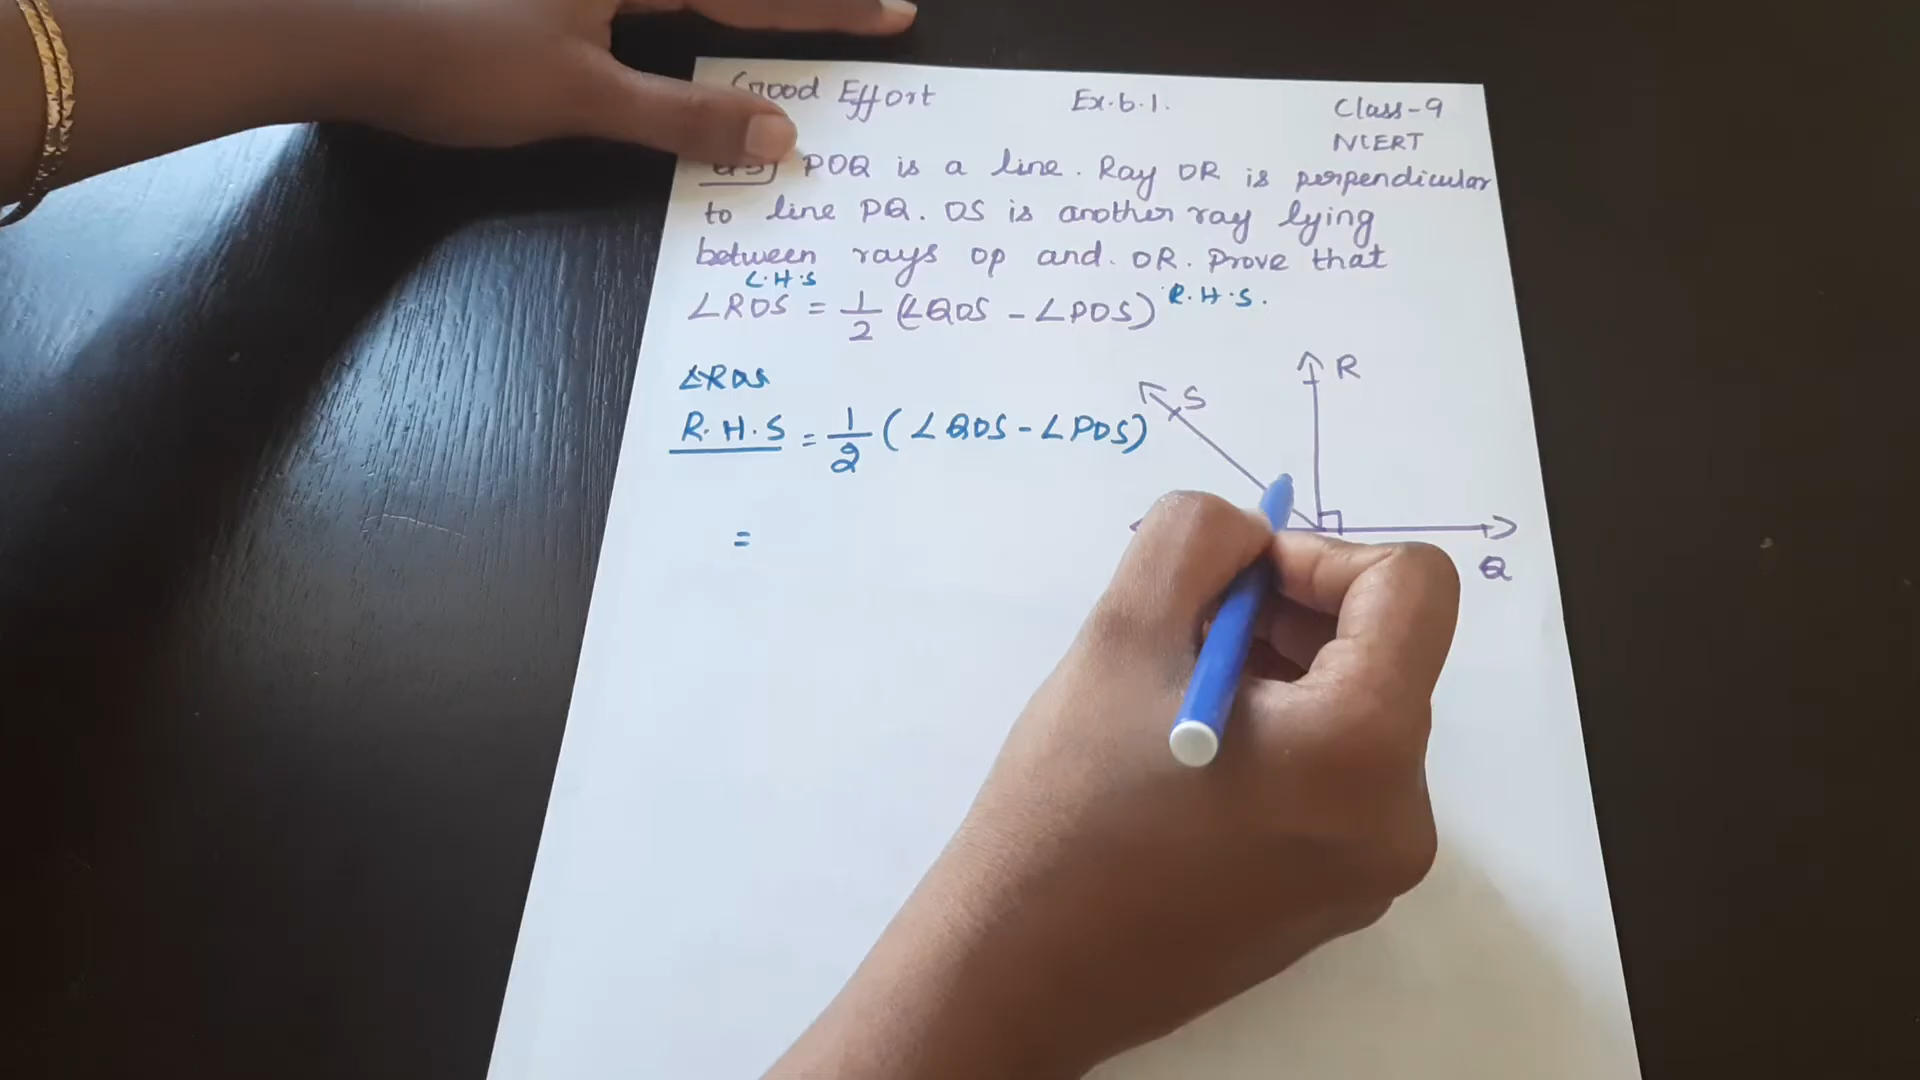 Good Effort Ex.6.1. Class-9
NCERT
Q5) POQ is a line. Ray OR is perpendicular
to line PQ. OS is another ray lying
between rays op and. OR. Prove that
L.H.S
∠ROS = 1/2 (∠QOS - ∠POS) R.H.S.
∠ROS
R.H.S = 1/2 (∠QOS - ∠POS)
=
R
S
Q